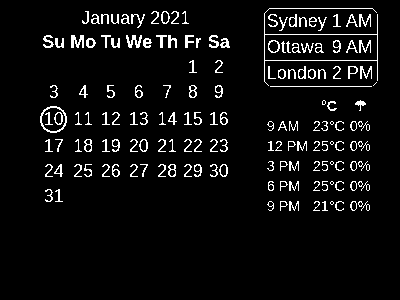 January 2021
Su Mo Tu We Th Fr Sa
1 2
3 4 5 6 7 8 9
10 11 12 13 14 15 16
17 18 19 20 21 22 23
24 25 26 27 28 29 30
31
Sydney 1 AM
Ottawa 9 AM
London 2 PM
°C ☂
9 AM 23°C 0%
12 PM 25°C 0%
3 PM 25°C 0%
6 PM 25°C 0%
9 PM 21°C 0%